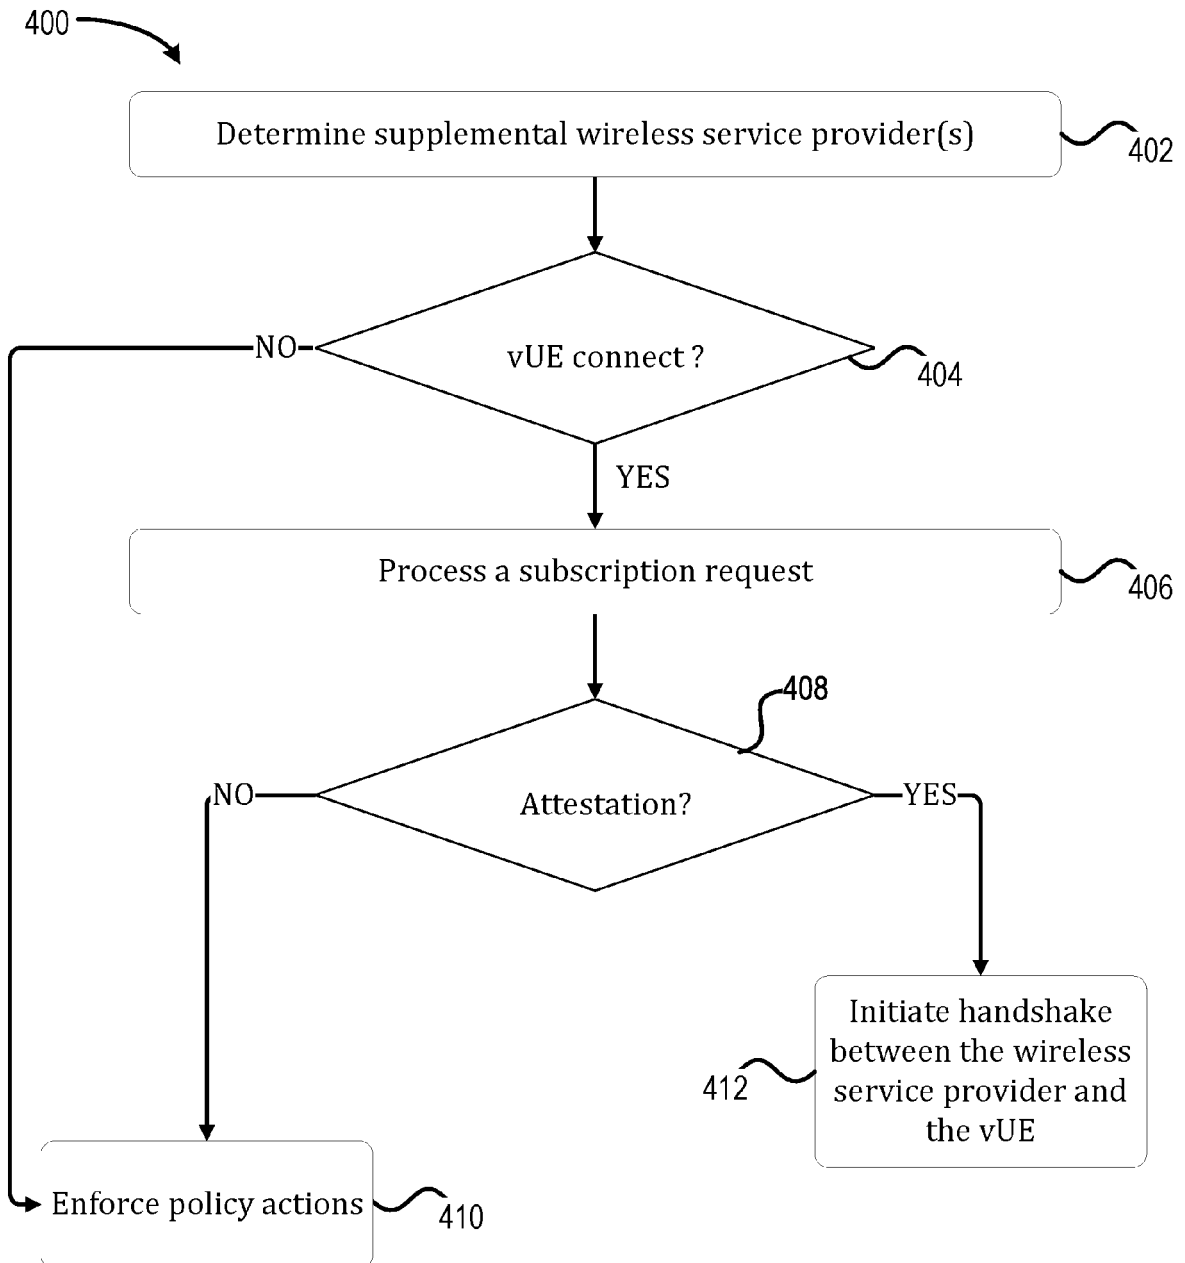 400
Determine supplemental wireless service provider(s)
402
NO
vUE connect ?
404
YES
Process a subscription request
406
408
NO
Attestation?
YES
Initiate handshake
between the wireless
service provider and
the vUE
412
Enforce policy actions
410